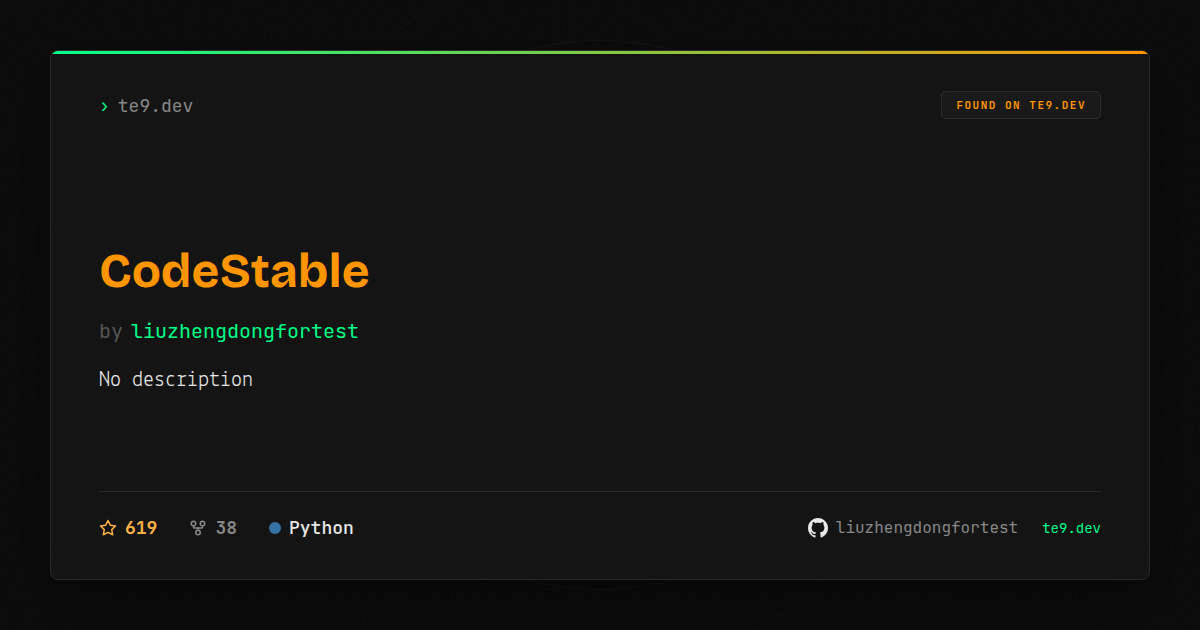 › te9.dev
FOUND ON TE9.DEV
CodeStable
by liuzhengdongfortest
No description
619 38 Python
liuzhengdongfortest te9.dev